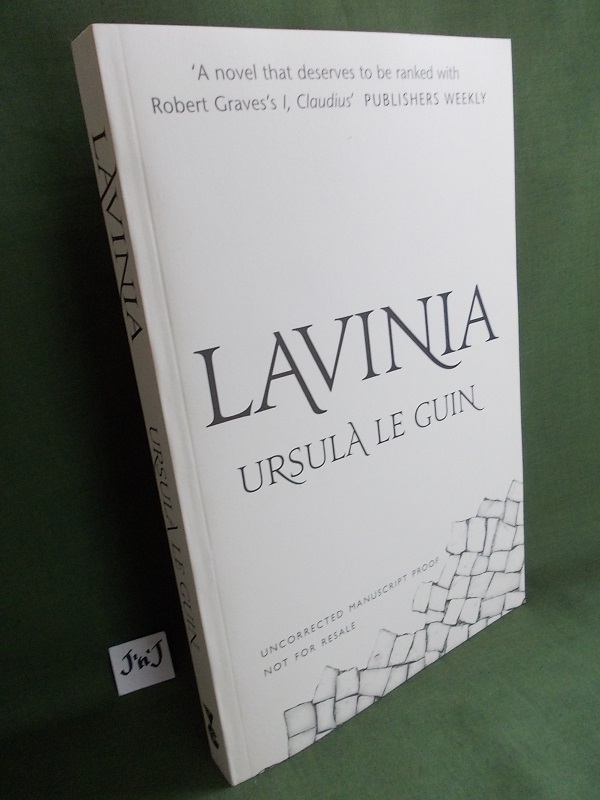 'A novel that deserves to be ranked with
Robert Graves's I, Claudius' PUBLISHERS WEEKLY
LAVINIA
URSULA LE GUIN
UNCORRECTED MANUSCRIPT PROOF
NOT FOR RESALE
LAVINIA
URSULA LE GUIN
J'n'J